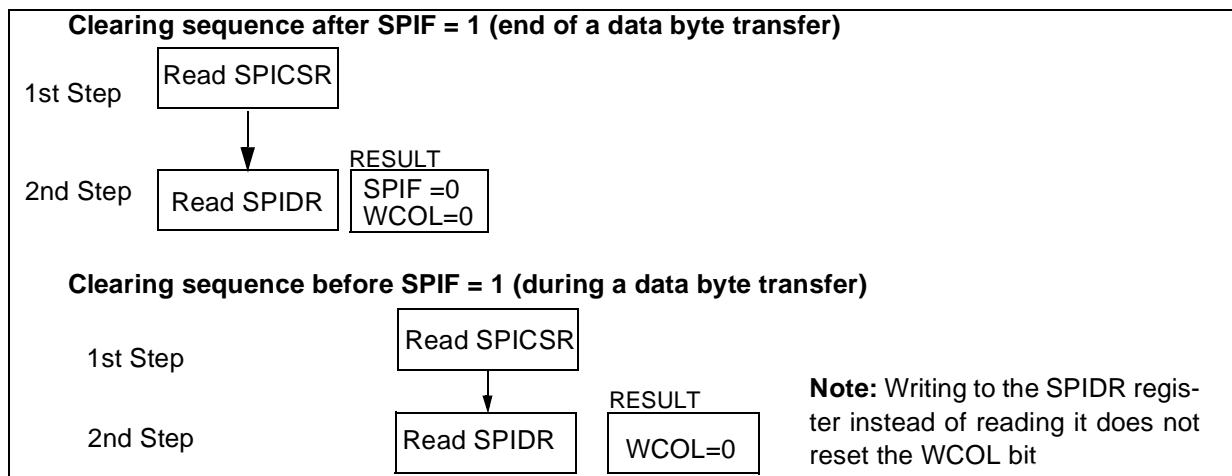 Clearing sequence after SPIF = 1 (end of a data byte transfer)
1st Step
Read SPICSR
RESULT
2nd Step
Read SPIDR
SPIF =0
WCOL=0
Clearing sequence before SPIF = 1 (during a data byte transfer)
1st Step
Read SPICSR
RESULT
2nd Step
Read SPIDR
WCOL=0
Note: Writing to the SPIDR regis-
ter instead of reading it does not
reset the WCOL bit